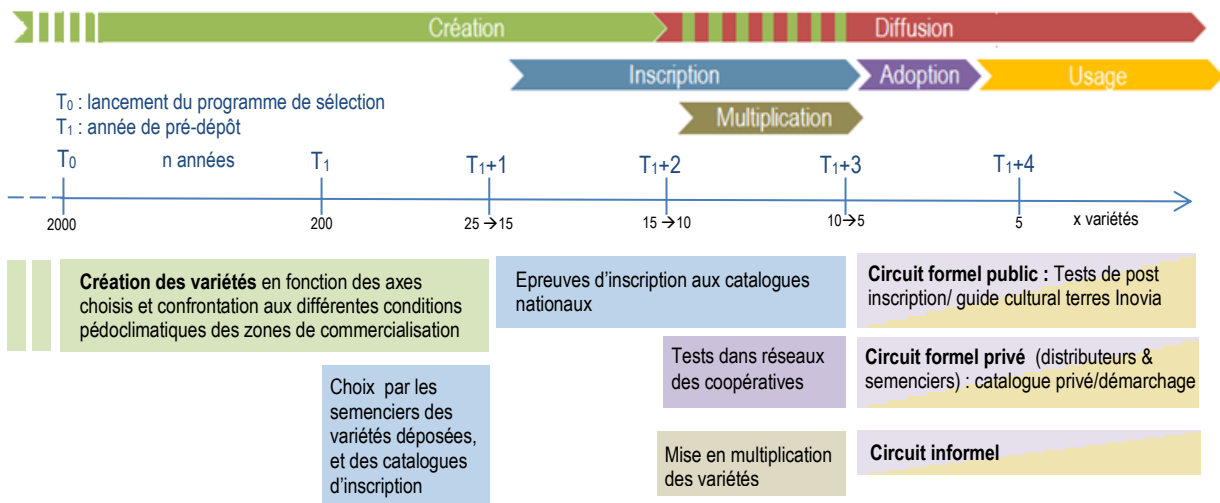 Création
Diffusion
Inscription
Adoption
Usage
T₀ : lancement du programme de sélection
T₁ : année de pré-dépôt
Multiplication
T₀
n années
T₁
T₁+1
T₁+2
T₁+3
T₁+4
2000
200
25 →15
15 →10
10→5
5
x variétés
Création des variétés en fonction des axes
choisis et confrontation aux différentes conditions
pédoclimatiques des zones de commercialisation
Epreuves d’inscription aux catalogues
nationaux
Circuit formel public : Tests de post
inscription/ guide cultural terres Inovia
Choix par les
semenciers des
variétés déposées,
et des catalogues
d’inscription
Tests dans réseaux
des coopératives
Circuit formel privé (distributeurs &
semenciers) : catalogue privé/démarchage
Mise en multiplication
des variétés
Circuit informel